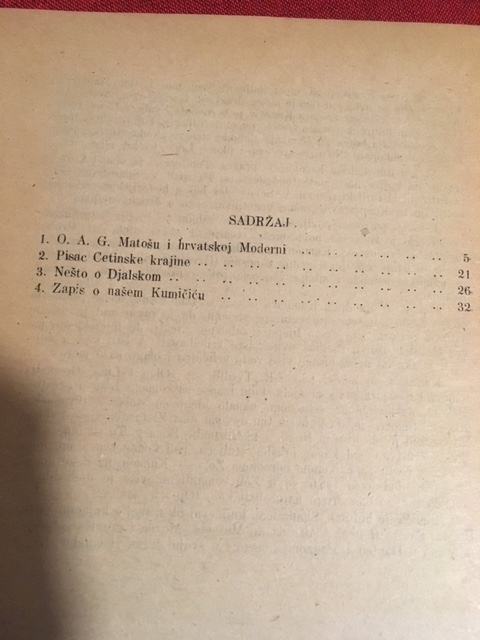 SADRŽAJ.
1. O. A. G. Matošu i hrvatskoj Moderni .. .. .. .. .. .. 5
2. Pisac Cetinske krajine .. .. .. .. .. .. .. .. .. .. 21
3. Nešto o Djalskom .. .. .. .. .. .. .. .. .. .. .. 26
4. Zapis o našem Kumičiću .. .. .. .. .. .. .. .. .. 32